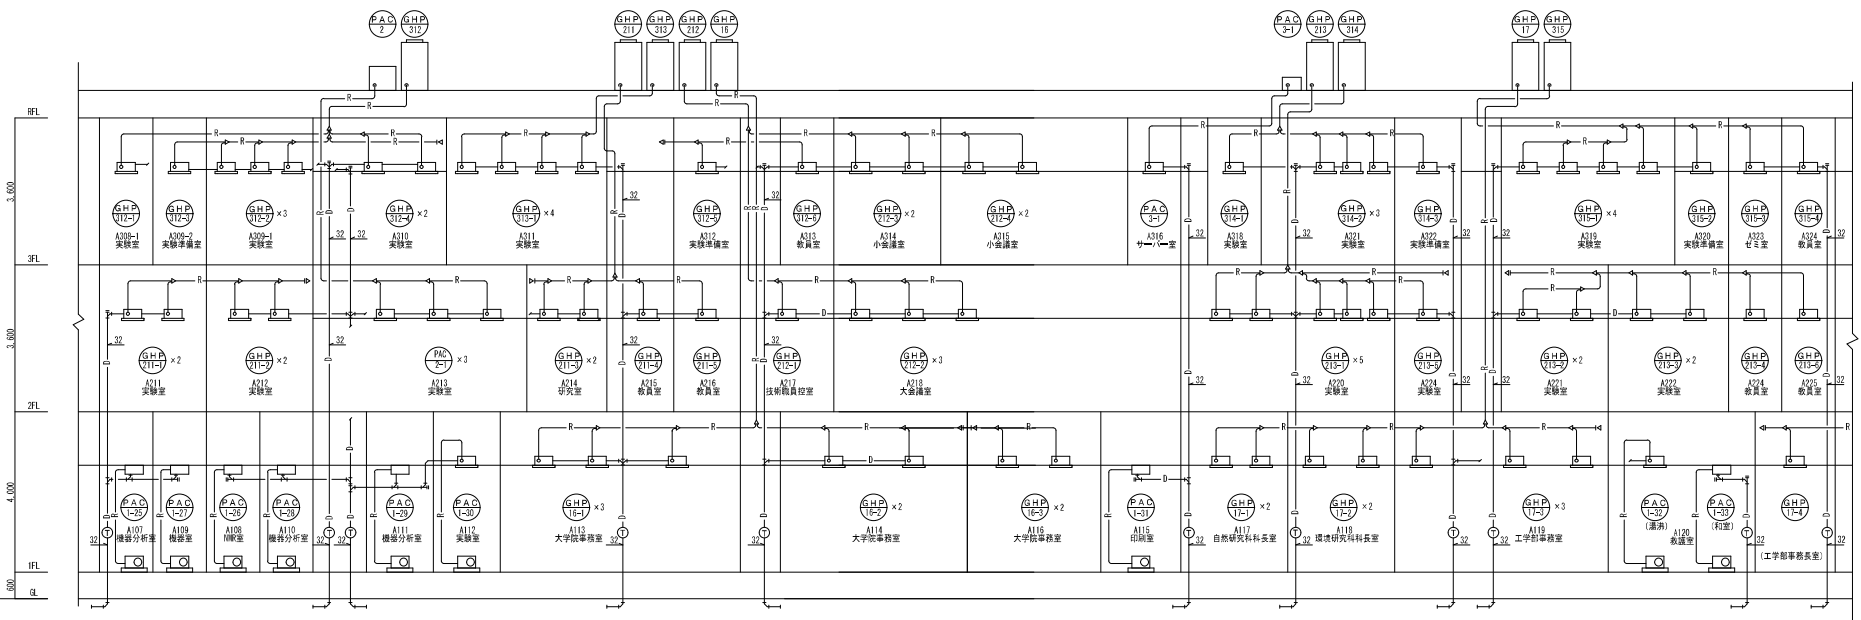 PAC 2
GHP 312
GHP 211
GHP 313
GHP 212
GHP 16
PAC 3-1
GHP 213
GHP 314
GHP 17
GHP 315
RFL
3,600
GHP 312-1
GHP 312-3
GHP 312-2 ×3
GHP 312-4 ×2
GHP 313-1 ×4
GHP 312-5
GHP 312-6
GHP 212-3 ×2
GHP 212-4 ×2
PAC 3-1
GHP 314-1
GHP 314-2 ×3
GHP 314-3
GHP 315-1 ×4
GHP 315-2
GHP 315-3
GHP 315-4
A308-1 実験室
A309-2 実験準備室
A309-1 実験室
A310 実験室
A311 実験室
A312 実験準備室
A313 教員室
A314 小会議室
A315 小会議室
A316 サーバー室
A318 実験室
A321 実験室
A322 実験準備室
A319 実験室
A320 実験準備室
A323 ゼミ室
A324 教員室
3FL
3,600
GHP 211-1 ×2
GHP 211-2 ×2
PAC 2-1 ×3
GHP 211-3 ×2
GHP 211-4
GHP 211-5
GHP 212-1
GHP 212-2 ×3
GHP 213-1 ×5
GHP 213-5
GHP 213-2 ×2
GHP 213-3 ×2
GHP 213-4
GHP 213-6
A211 実験室
A212 実験室
A213 実験室
A214 研究室
A215 教員室
A216 教員室
A217 技術職員控室
A218 大会議室
A220 実験室
A224 実験室
A221 実験室
A222 実験室
A224 教員室
A225 教員室
2FL
4,000
PAC 1-25
PAC 1-27
PAC 1-26
PAC 1-28
PAC 1-29
PAC 1-30
GHP 16-1 ×3
GHP 16-2 ×2
GHP 16-3 ×2
PAC 1-31
GHP 17-1 ×2
GHP 17-2 ×2
GHP 17-3 ×3
PAC 1-32 (湯沸)
PAC 1-33 (和室)
GHP 17-4
A107 機器分析室
A109 機器室
A108 NMR室
A110 機器分析室
A111 機器分析室
A112 実験室
A113 大学院事務室
A114 大学院事務室
A116 大学院事務室
A115 印刷室
A117 自然研究科科長室
A118 環境研究科科長室
A119 工学部事務室
A120 救護室
(工学部事務長室)
1FL
600
GL